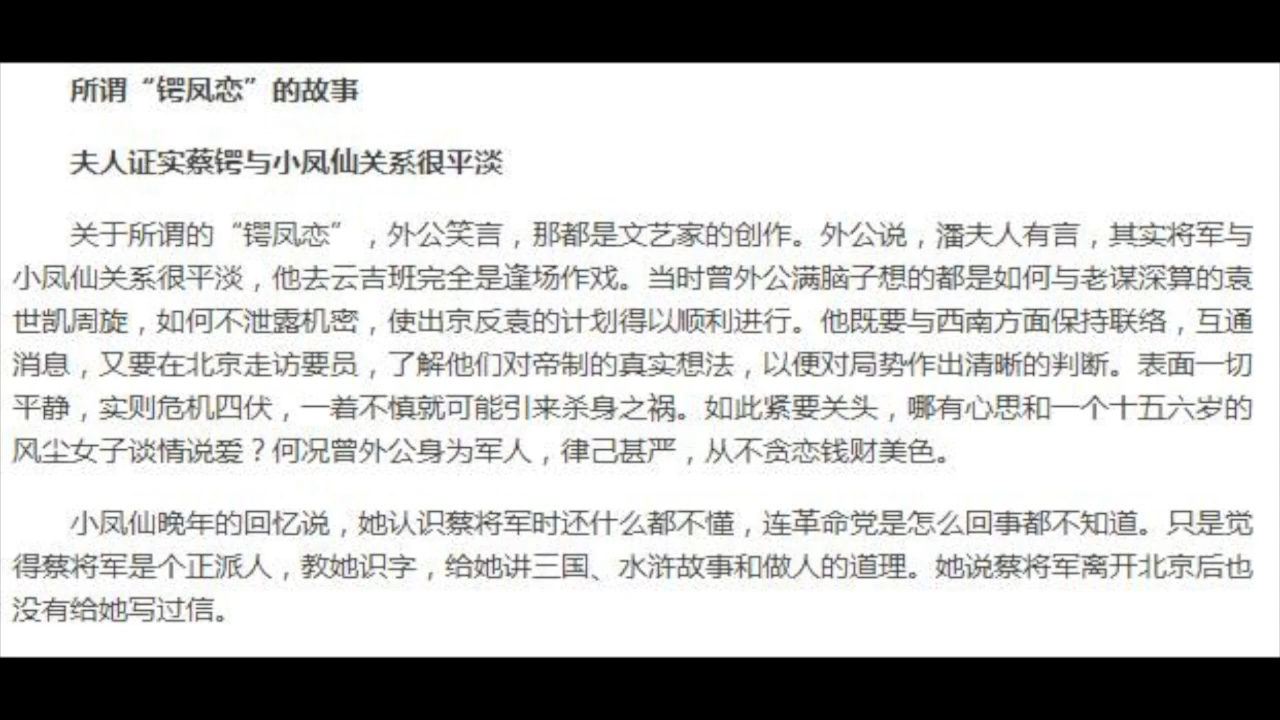 所谓“锷凤恋”的故事
夫人证实蔡锷与小凤仙关系很平淡
关于所谓的“锷凤恋”，外公笑言，那都是文艺家的创作。外公说，潘夫人有言，其实将军与
小凤仙关系很平淡，他去云吉班完全是逢场作戏。当时曾外公满脑子想的都是如何与老谋深算的袁
世凯周旋，如何不泄露机密，使出京反袁的计划得以顺利进行。他既要与西南方面保持联络，互通
消息，又要在北京走访要员，了解他们对帝制的真实想法，以便对局势作出清晰的判断。表面一切
平静，实则危机四伏，一着不慎就可能引来杀身之祸。如此紧要关头，哪有心思和一个十五六岁的
风尘女子谈情说爱？何况曾外公身为军人，律己甚严，从不贪恋钱财美色。
小凤仙晚年的回忆说，她认识蔡将军时还什么都不懂，连革命党是怎么回事都不知道。只是觉
得蔡将军是个正派人，教她识字，给她讲三国、水浒故事和做人的道理。她说蔡将军离开北京后也
没有给她写过信。